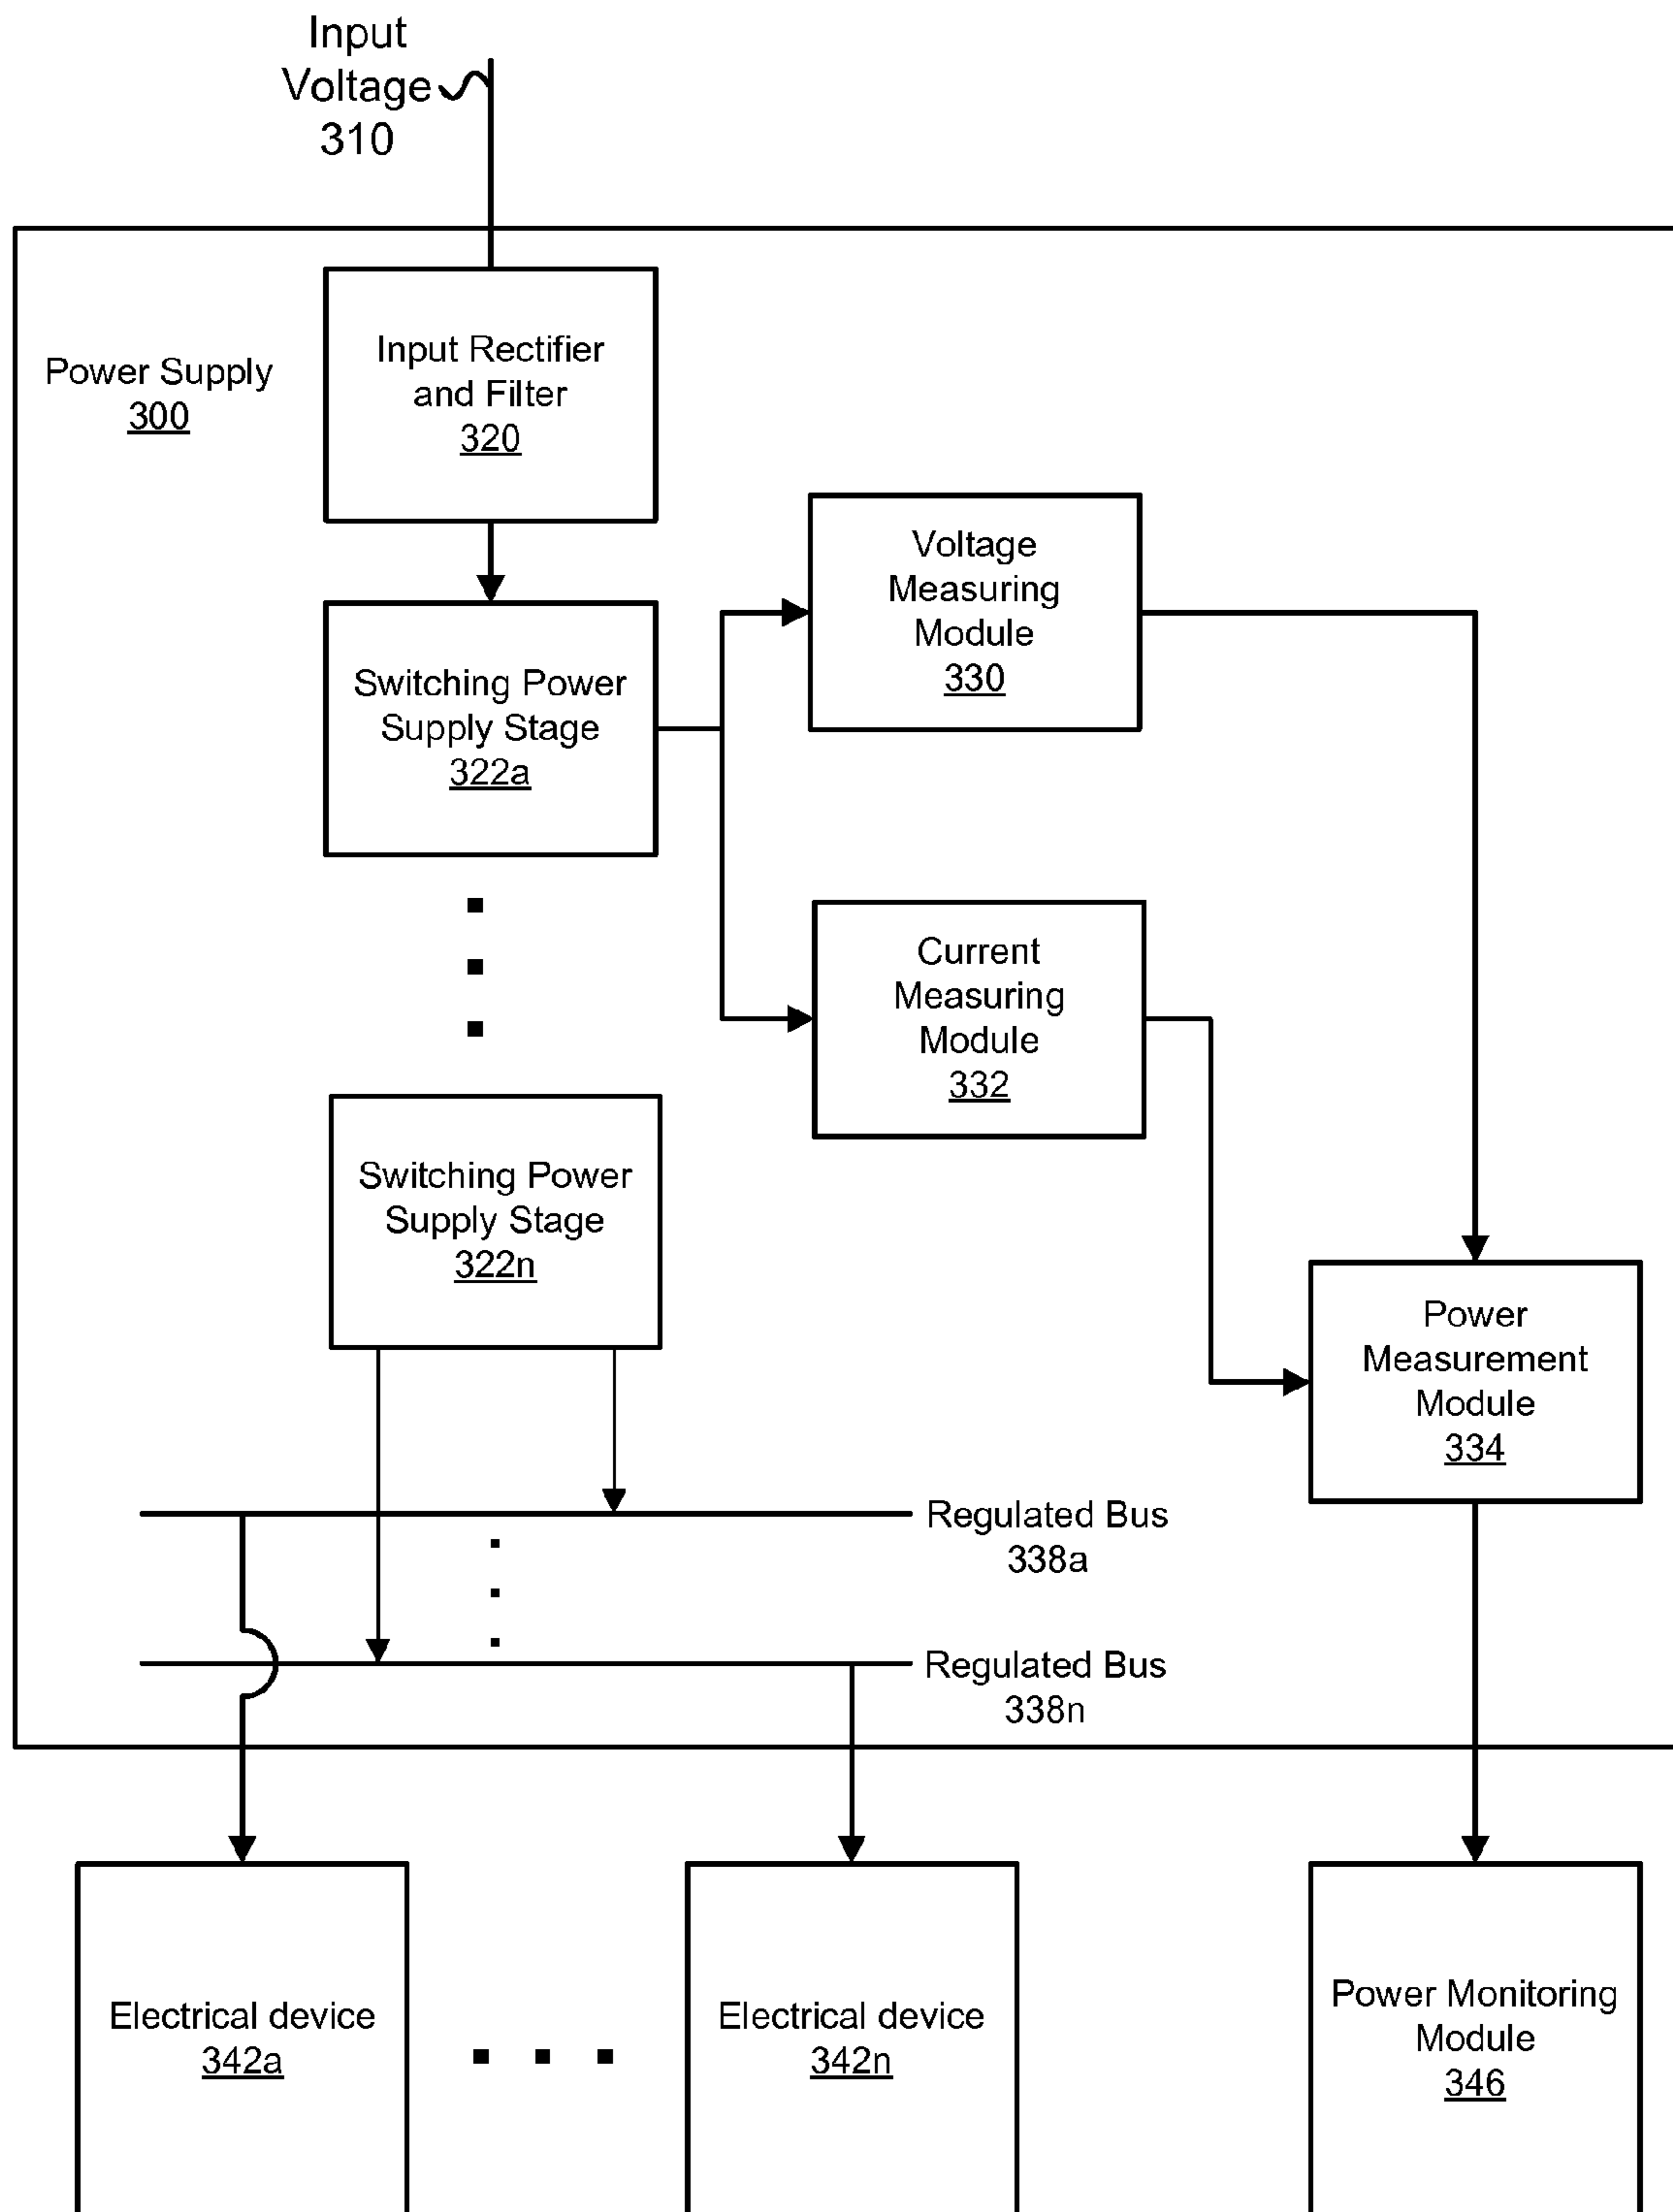 Input
Voltage
310
Power Supply
300
Input Rectifier
and Filter
320
Voltage
Measuring
Module
330
Switching Power
Supply Stage
322a
Current
Measuring
Module
332
Switching Power
Supply Stage
322n
Power
Measurement
Module
334
Regulated Bus
338a
Regulated Bus
338n
Electrical device
342a
Electrical device
342n
Power Monitoring
Module
346